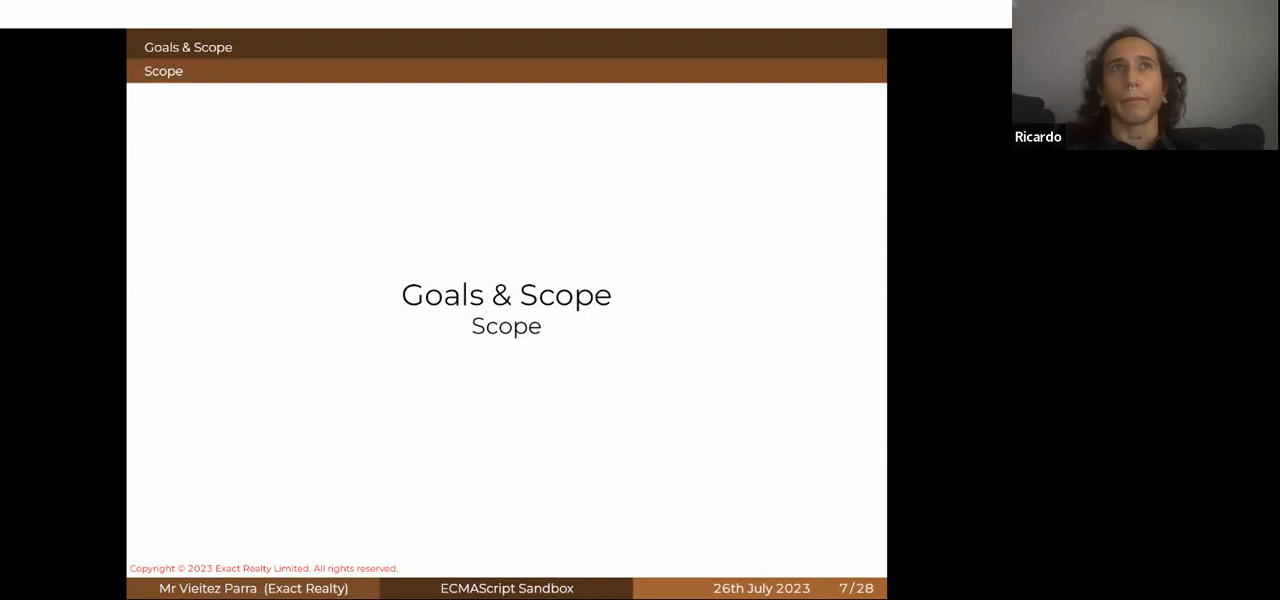 Goals & Scope
Scope
Ricardo
Goals & Scope
Scope
Copyright © 2023 Exact Realty Limited. All rights reserved.
Mr Vieitez Parra (Exact Realty) ECMAScript Sandbox 26th July 2023 7 / 28